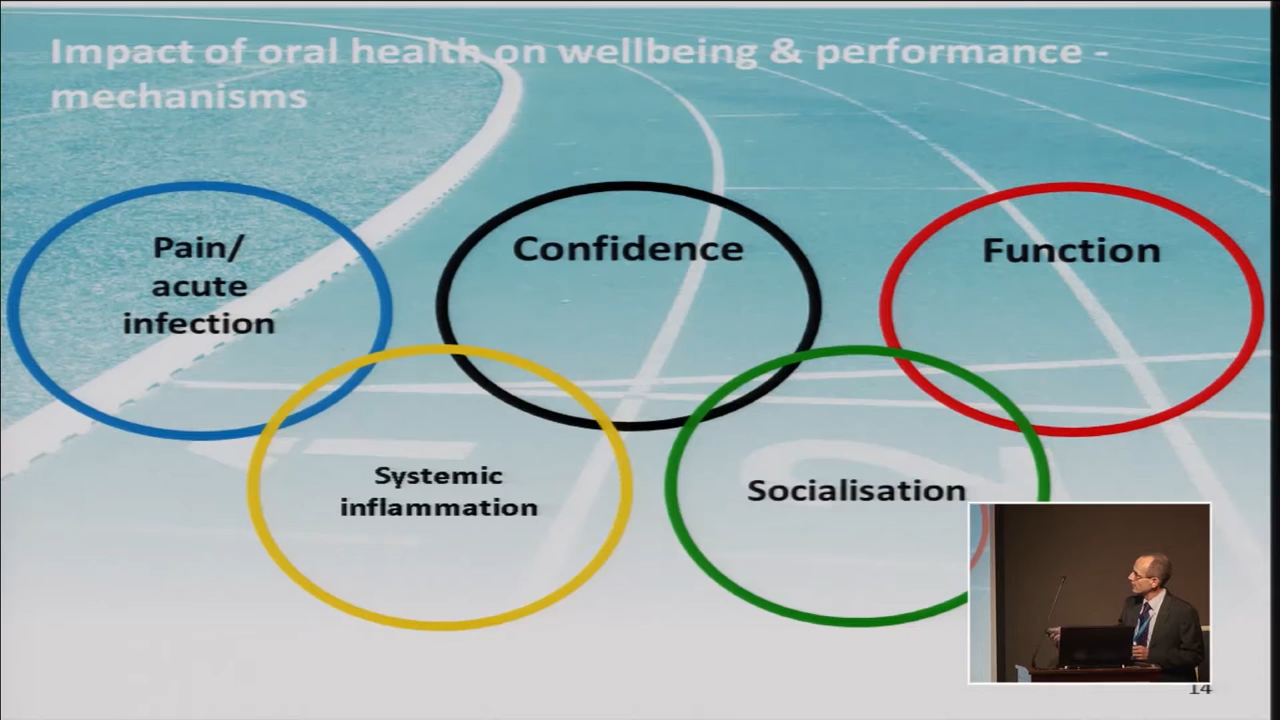 Impact of oral health on wellbeing & performance -
mechanisms
Pain/
acute
infection
Confidence
Function
Systemic
inflammation
Socialisation
14